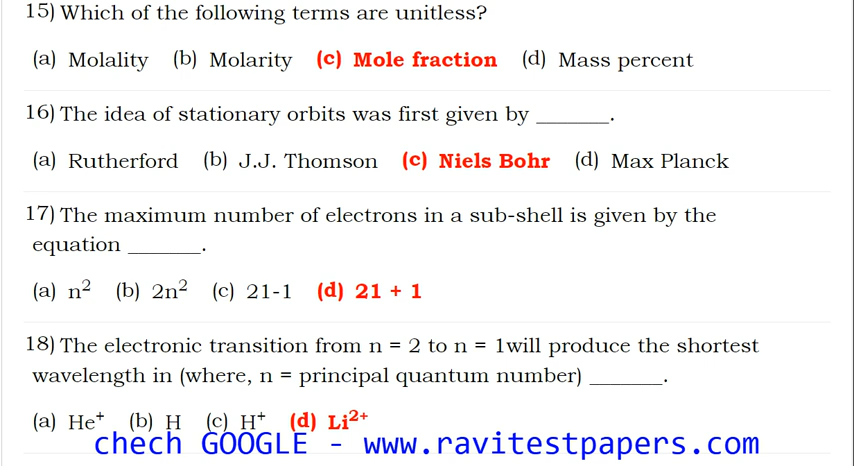 15) Which of the following terms are unitless?
(a) Molality (b) Molarity (c) Mole fraction (d) Mass percent
16) The idea of stationary orbits was first given by _______.
(a) Rutherford (b) J.J. Thomson (c) Niels Bohr (d) Max Planck
17) The maximum number of electrons in a sub-shell is given by the
equation _______.
(a) n² (b) 2n² (c) 21-1 (d) 21 + 1
18) The electronic transition from n = 2 to n = 1will produce the shortest
wavelength in (where, n = principal quantum number) _______.
(a) He⁺ (b) H (c) H⁺ (d) Li²⁺
chech GOOGLE - www.ravitestpapers.com